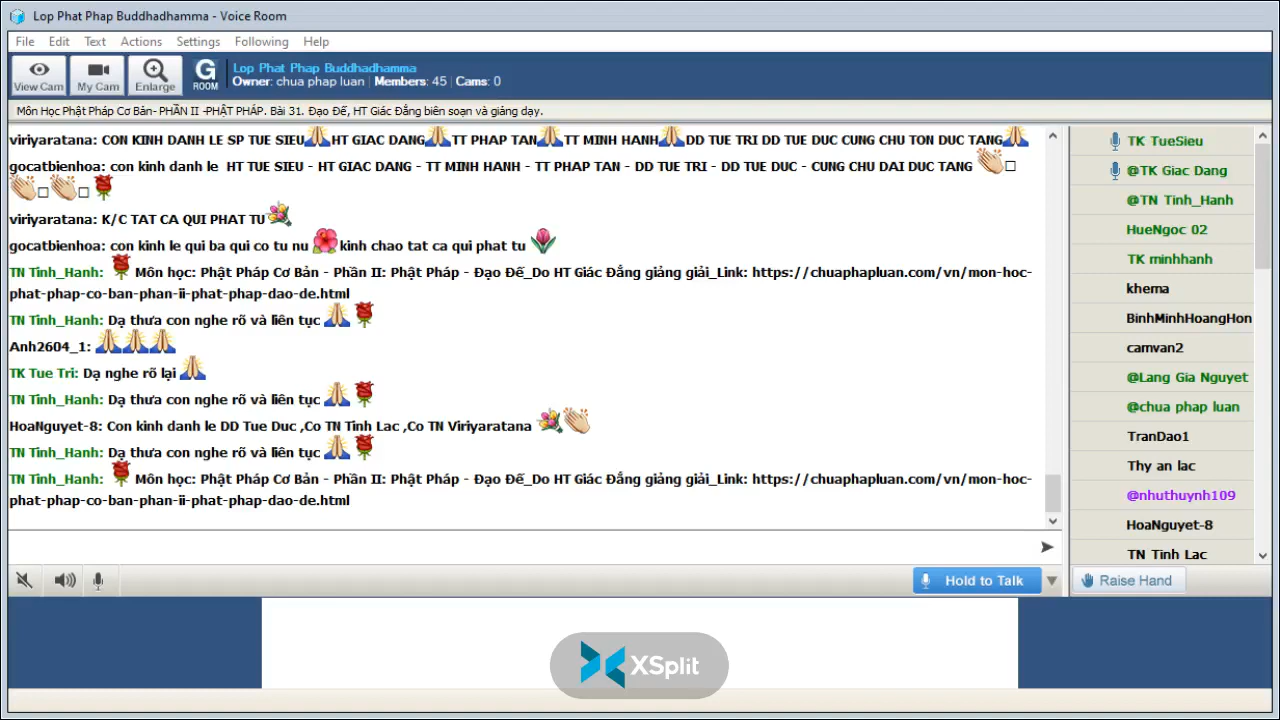 Lop Phat Phap Buddhadhamma - Voice Room
File Edit Text Actions Settings Following Help
View Cam My Cam Enlarge G ROOM
Lop Phat Phap Buddhadhamma
Owner: chua phap luan | Members: 45 | Cams: 0
Môn Học Phật Pháp Cơ Bản- PHẦN II -PHẬT PHÁP. Bài 31. Đạo Đế, HT Giác Đẳng biên soạn và giảng dạy.
viriyaratana: CON KINH DANH LE SP TUE SIEU🙏HT GIAC DANG🙏TT PHAP TAN🙏TT MINH HANH🙏DD TUE TRI DD TUE DUC CUNG CHU TON DUC TANG🙏
gocatbienhoa: con kinh danh le HT TUE SIEU - HT GIAC DANG - TT MINH HANH - TT PHAP TAN - DD TUE TRI - DD TUE DUC - CUNG CHU DAI DUC TANG 👏🏻□
👏🏻□👏🏻□🌹
viriyaratana: K/C TAT CA QUI PHAT TU💐
gocatbienhoa: con kinh le qui ba qui co tu nu 🌺kinh chao tat ca qui phat tu 🌷
TN Tinh_Hanh: 🌹 Môn học: Phật Pháp Cơ Bản - Phần II: Phật Pháp - Đạo Đế_Do HT Giác Đẳng giảng giải_Link: https://chuaphapluan.com/vn/mon-hoc-
phat-phap-co-ban-phan-ii-phat-phap-dao-de.html
TN Tinh_Hanh: Dạ thưa con nghe rõ và liên tục 🙏🌹
Anh2604_1: 🙏🙏🙏
TK Tue Tri: Dạ nghe rõ lại 🙏
TN Tinh_Hanh: Dạ thưa con nghe rõ và liên tục 🙏🌹
HoaNguyet-8: Con kinh danh le DD Tue Duc ,Co TN Tinh Lac ,Co TN Viriyaratana 💐👏
TN Tinh_Hanh: Dạ thưa con nghe rõ và liên tục 🙏🌹
TN Tinh_Hanh: 🌹 Môn học: Phật Pháp Cơ Bản - Phần II: Phật Pháp - Đạo Đế_Do HT Giác Đẳng giảng giải_Link: https://chuaphapluan.com/vn/mon-hoc-
phat-phap-co-ban-phan-ii-phat-phap-dao-de.html
TK TueSieu
@TK Giac Dang
@TN Tinh_Hanh
HueNgoc 02
TK minhhanh
khema
BinhMinhHoangHon
camvan2
@Lang Gia Nguyet
@chua phap luan
TranDao1
Thy an lac
@nhuthuynh109
HoaNguyet-8
TN Tinh Lac
Hold to Talk
Raise Hand
XSplit